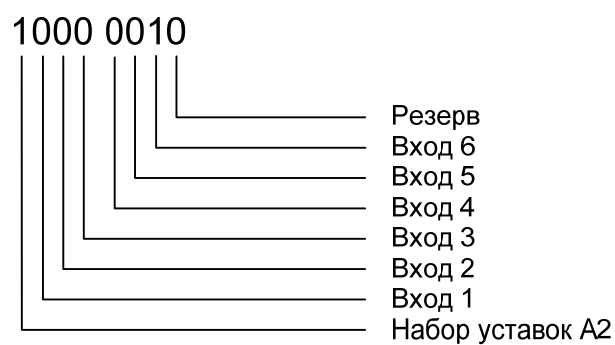 1000 0010
Резерв
Вход 6
Вход 5
Вход 4
Вход 3
Вход 2
Вход 1
Набор уставок А2